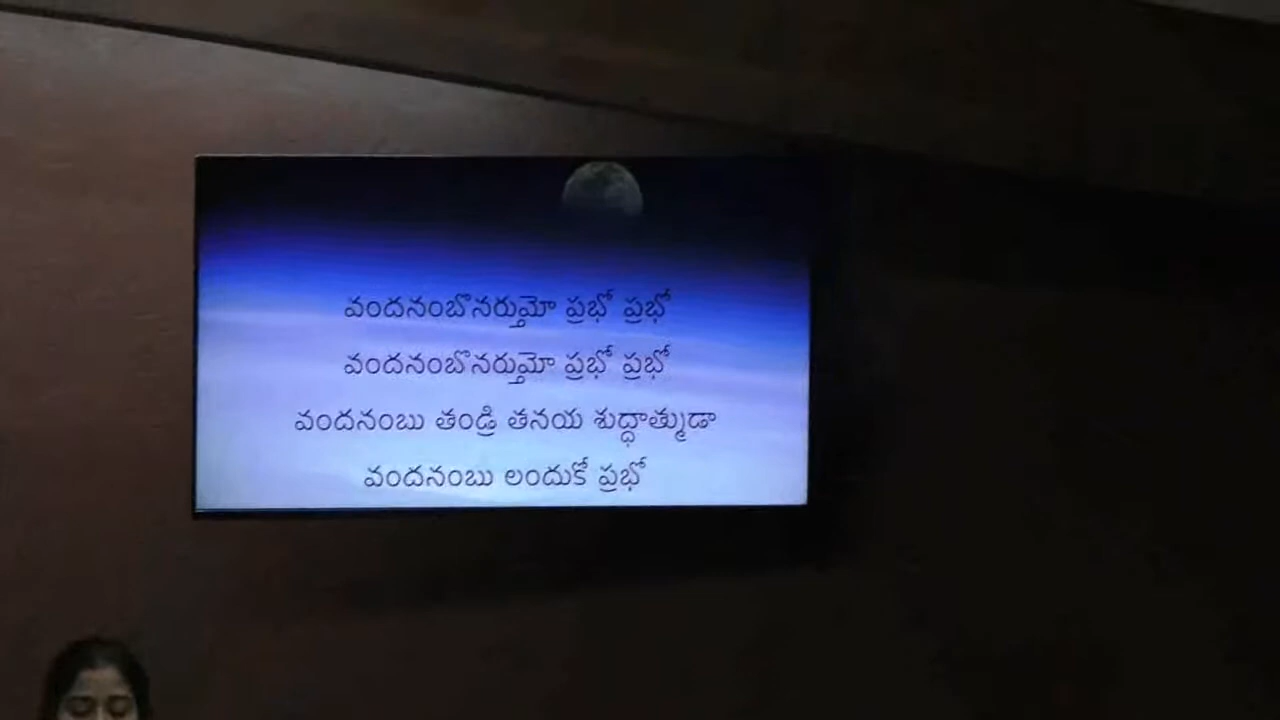 వందనంబొనర్తుమో ప్రభో ప్రభో
వందనంబొనర్తుమో ప్రభో ప్రభో
వందనంబు తండ్రి తనయ శుద్ధాత్ముడా
వందనంబు లందుకో ప్రభో